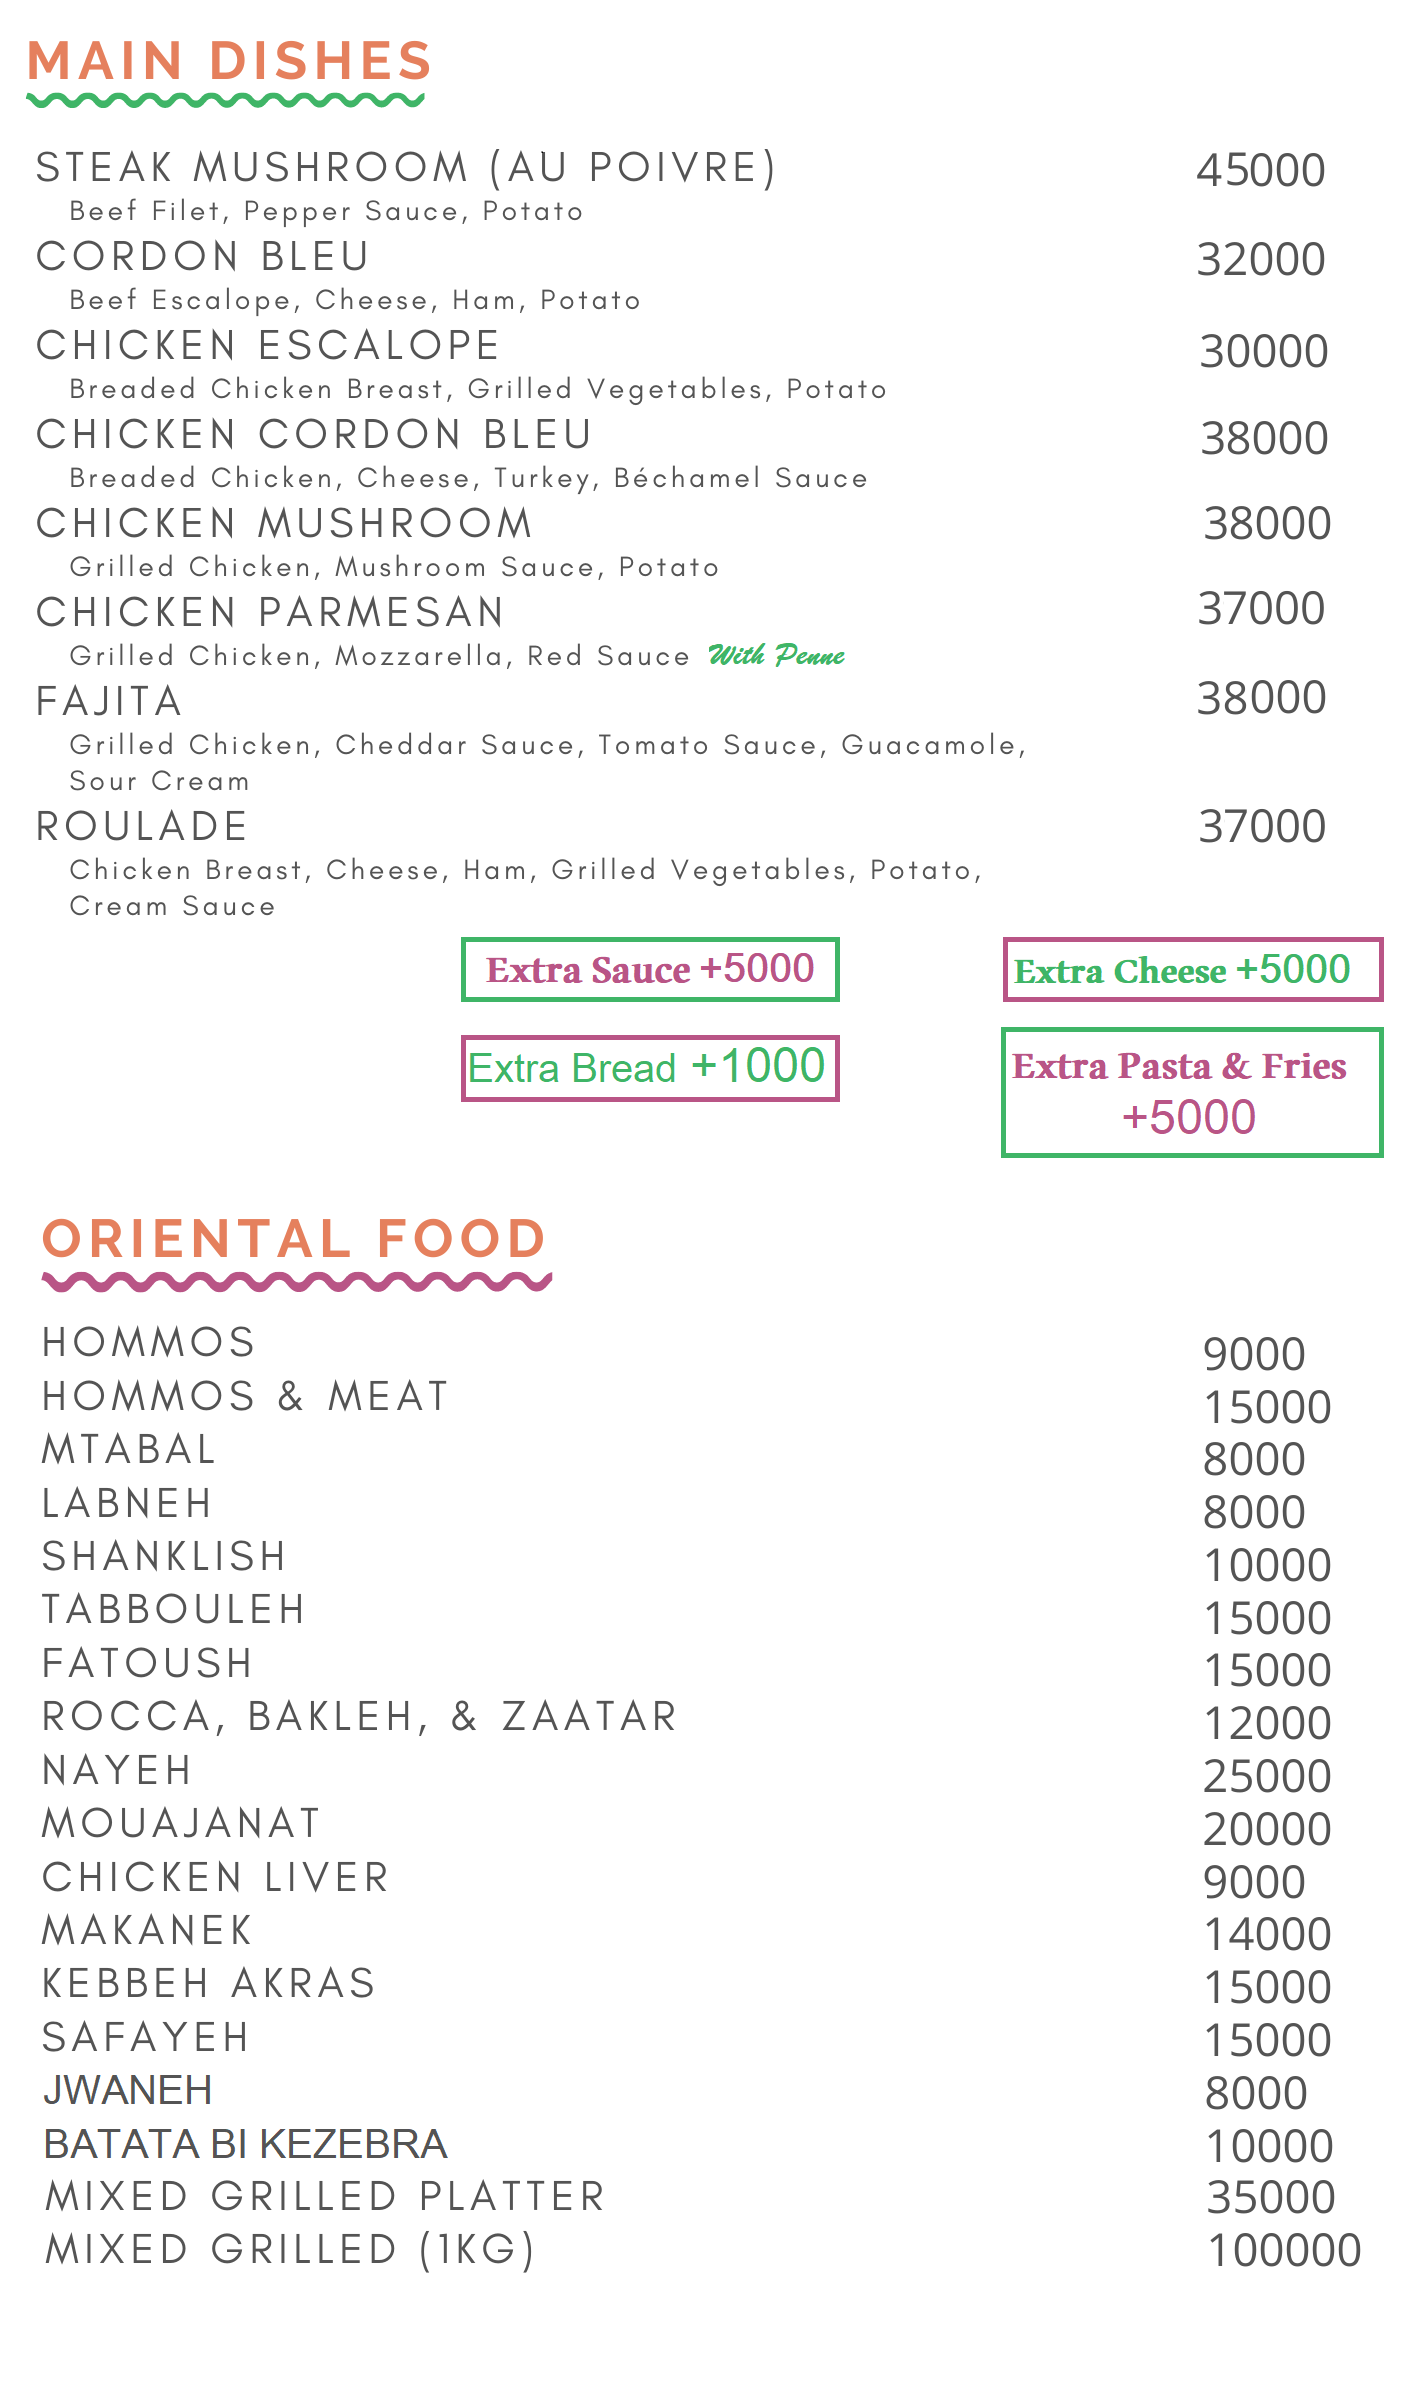 MAIN DISHES
STEAK MUSHROOM (AU POIVRE) 45000
Beef Filet, Pepper Sauce, Potato
CORDON BLEU 32000
Beef Escalope, Cheese, Ham, Potato
CHICKEN ESCALOPE 30000
Breaded Chicken Breast, Grilled Vegetables, Potato
CHICKEN CORDON BLEU 38000
Breaded Chicken, Cheese, Turkey, Béchamel Sauce
CHICKEN MUSHROOM 38000
Grilled Chicken, Mushroom Sauce, Potato
CHICKEN PARMESAN 37000
Grilled Chicken, Mozzarella, Red Sauce With Penne
FAJITA 38000
Grilled Chicken, Cheddar Sauce, Tomato Sauce, Guacamole,
Sour Cream
ROULADE 37000
Chicken Breast, Cheese, Ham, Grilled Vegetables, Potato,
Cream Sauce
Extra Sauce +5000
Extra Cheese +5000
Extra Bread +1000
Extra Pasta & Fries
+5000
ORIENTAL FOOD
HOMMOS 9000
HOMMOS & MEAT 15000
MTABAL 8000
LABNEH 8000
SHANKLISH 10000
TABBOULEH 15000
FATOUSH 15000
ROCCA, BAKLEH, & ZAATAR 12000
NAYEH 25000
MOUAJANAT 20000
CHICKEN LIVER 9000
MAKANEK 14000
KEBBEH AKRAS 15000
SAFAYEH 15000
JWANEH 8000
BATATA BI KEZEBRA 10000
MIXED GRILLED PLATTER 35000
MIXED GRILLED (1KG) 100000